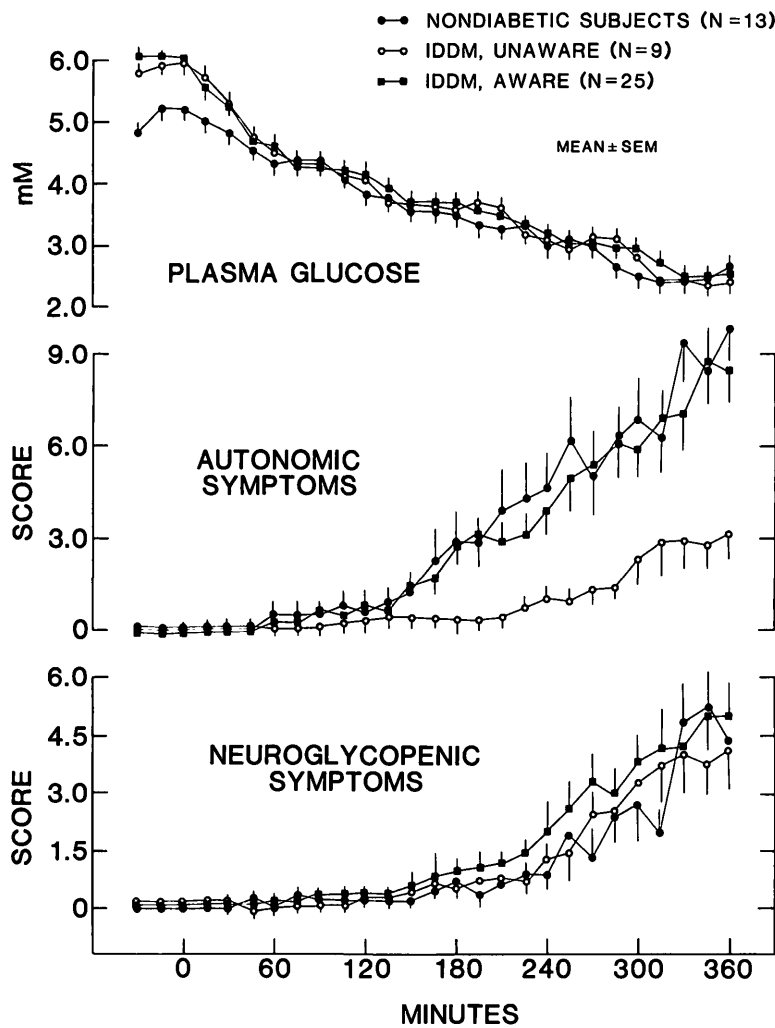 NONDIABETIC SUBJECTS (N=13)
IDDM, UNAWARE (N=9)
IDDM, AWARE (N=25)
MEAN ± SEM
6.0
5.0
4.0
3.0
2.0
mM
PLASMA GLUCOSE
9.0
6.0
3.0
0
SCORE
AUTONOMIC
SYMPTOMS
6.0
4.5
3.0
1.5
0
SCORE
NEUROGLYCOPENIC
SYMPTOMS
0 60 120 180 240 300 360
MINUTES